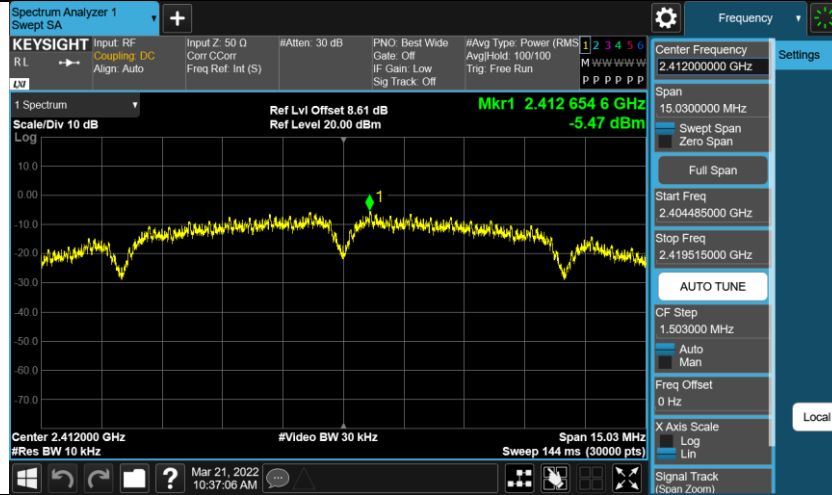 Spectrum Analyzer 1
Swept SA
+
Frequency
KEYSIGHT
RL
LXI
Input: RF
Coupling: DC
Align: Auto
Input Z: 50 Ω
Corr CCorr
Freq Ref: Int (S)
#Atten: 30 dB
PNO: Best Wide
Gate: Off
IF Gain: Low
Sig Track: Off
#Avg Type: Power (RMS
Avg|Hold: 100/100
Trig: Free Run
1 2 3 4 5 6
M W W W W W
P P P P P P
1 Spectrum
Scale/Div 10 dB
Log
Ref Lvl Offset 8.61 dB
Ref Level 20.00 dBm
Mkr1 2.412 654 6 GHz
-5.47 dBm
1
10.0
0.00
-10.0
-20.0
-30.0
-40.0
-50.0
-60.0
-70.0
Center 2.412000 GHz
#Res BW 10 kHz
#Video BW 30 kHz
Span 15.03 MHz
Sweep 144 ms (30000 pts)
Mar 21, 2022
10:37:06 AM
?
Center Frequency
2.412000000 GHz
Settings
Span
15.0300000 MHz
Swept Span
Zero Span
Full Span
Start Freq
2.404485000 GHz
Stop Freq
2.419515000 GHz
AUTO TUNE
CF Step
1.503000 MHz
Auto
Man
Freq Offset
0 Hz
Local
X Axis Scale
Log
Lin
Signal Track
(Span Zoom)